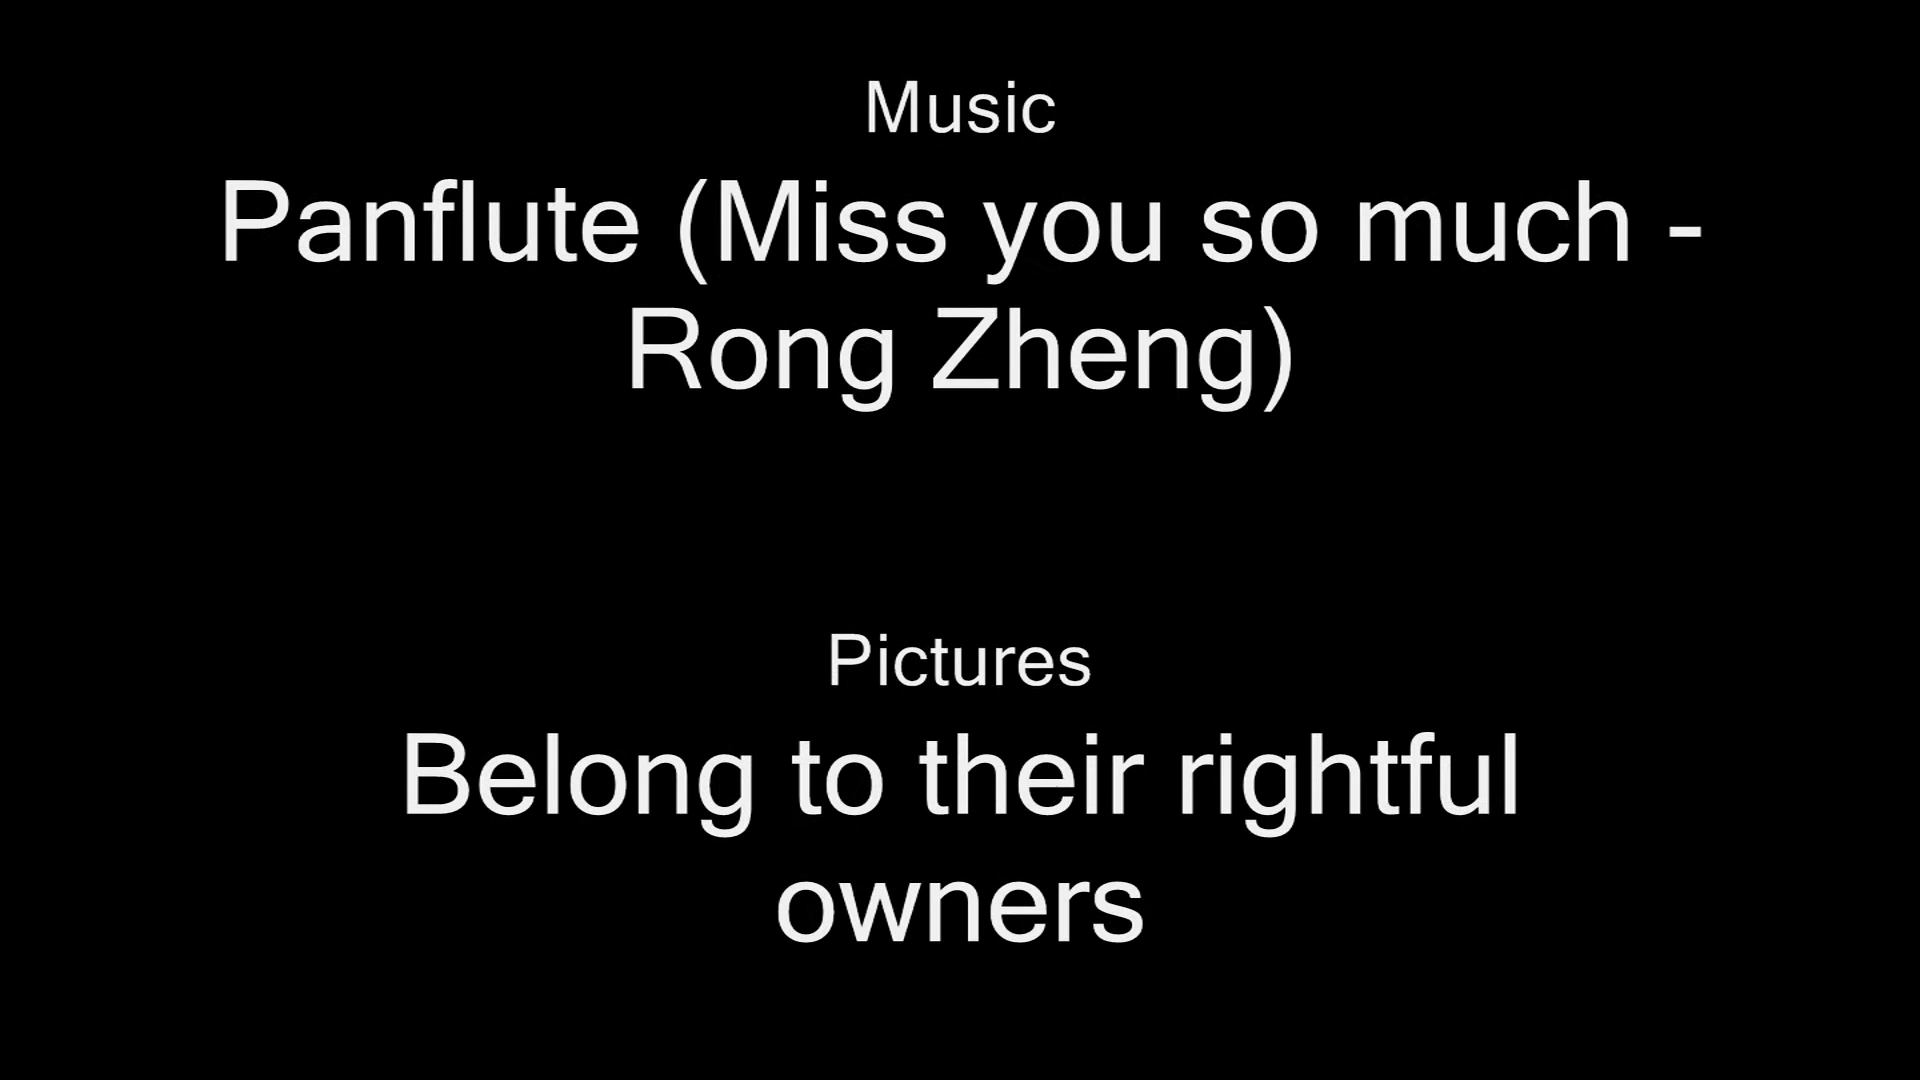 Music
Panflute (Miss you so much -
Rong Zheng)
Pictures
Belong to their rightful
owners